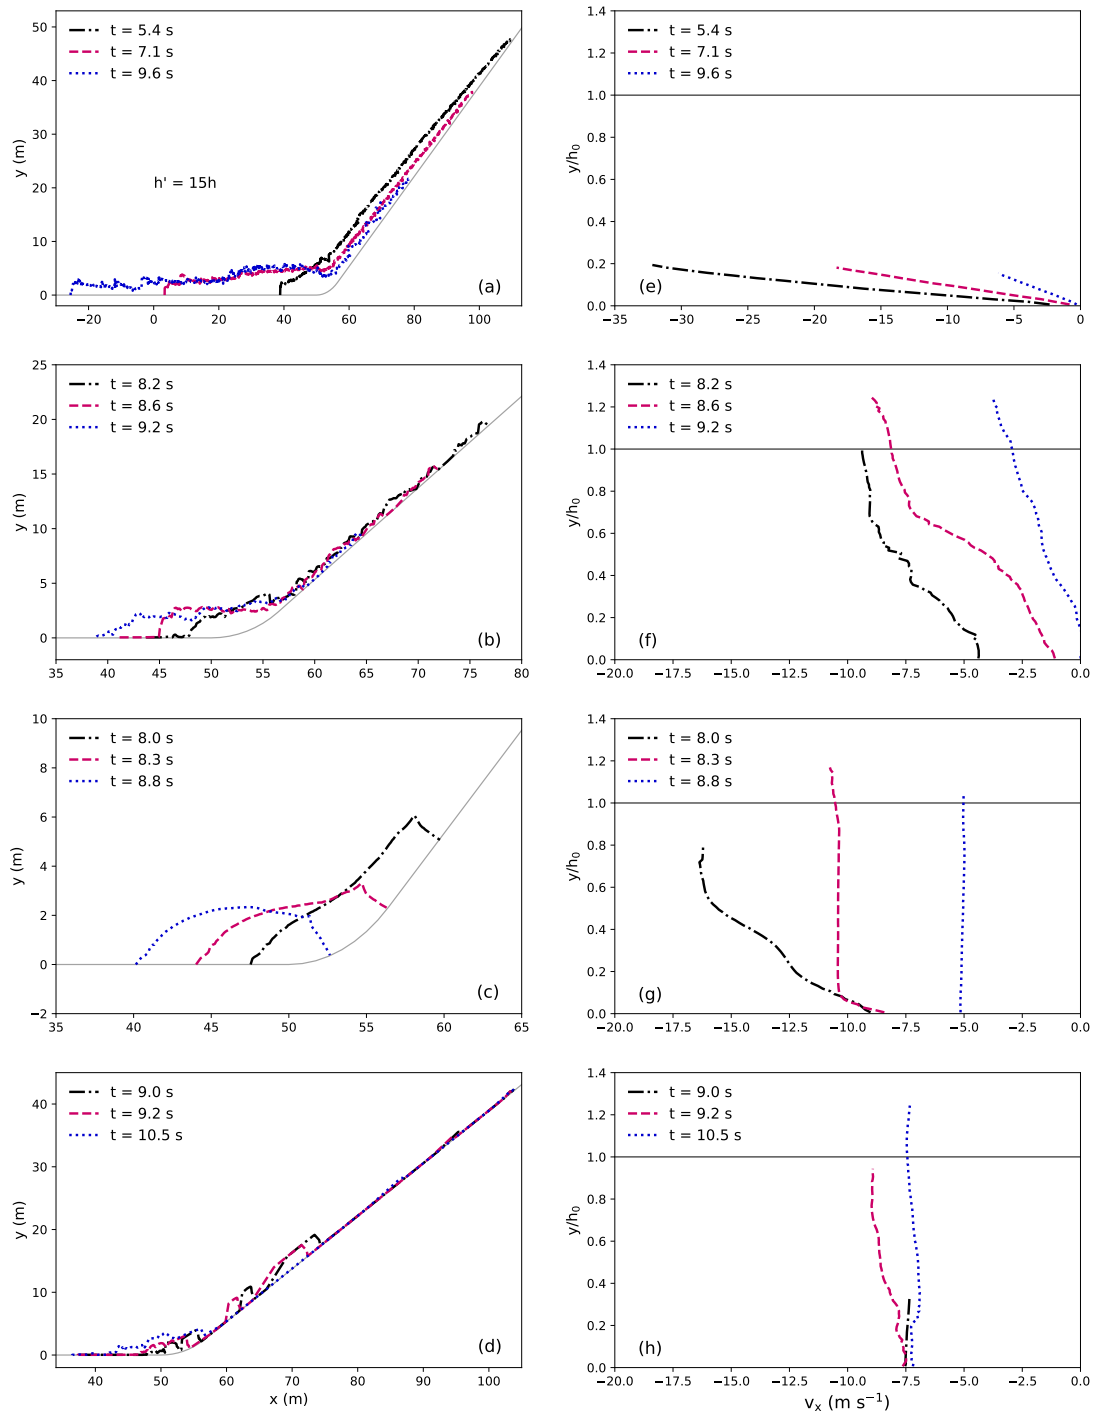 t = 5.4 s
t = 7.1 s
t = 9.6 s
h' = 15h
(a)
y (m)
0
10
20
30
40
50
−20
0
20
40
60
80
100
t = 5.4 s
t = 7.1 s
t = 9.6 s
(e)
y/h0
0.0
0.2
0.4
0.6
0.8
1.0
1.2
1.4
−35
−30
−25
−20
−15
−10
−5
0
t = 8.2 s
t = 8.6 s
t = 9.2 s
(b)
y (m)
0
5
10
15
20
25
35
40
45
50
55
60
65
70
75
80
t = 8.2 s
t = 8.6 s
t = 9.2 s
(f)
y/h0
0.0
0.2
0.4
0.6
0.8
1.0
1.2
1.4
−20.0
−17.5
−15.0
−12.5
−10.0
−7.5
−5.0
−2.5
0.0
t = 8.0 s
t = 8.3 s
t = 8.8 s
(c)
y (m)
−2
0
2
4
6
8
10
35
40
45
50
55
60
65
t = 8.0 s
t = 8.3 s
t = 8.8 s
(g)
y/h0
0.0
0.2
0.4
0.6
0.8
1.0
1.2
1.4
−20.0
−17.5
−15.0
−12.5
−10.0
−7.5
−5.0
−2.5
0.0
t = 9.0 s
t = 9.2 s
t = 10.5 s
(d)
y (m)
0
10
20
30
40
40
50
60
70
80
90
100
x (m)
t = 9.0 s
t = 9.2 s
t = 10.5 s
(h)
y/h0
0.0
0.2
0.4
0.6
0.8
1.0
1.2
1.4
−20.0
−17.5
−15.0
−12.5
−10.0
−7.5
−5.0
−2.5
0.0
vx (m s⁻¹)